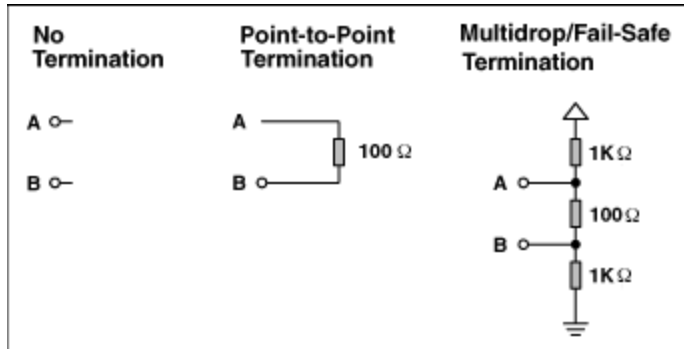 No
Termination
A
B
Point-to-Point
Termination
A
B
100 Ω
Multidrop/Fail-Safe
Termination
1K Ω
A
100 Ω
B
1K Ω